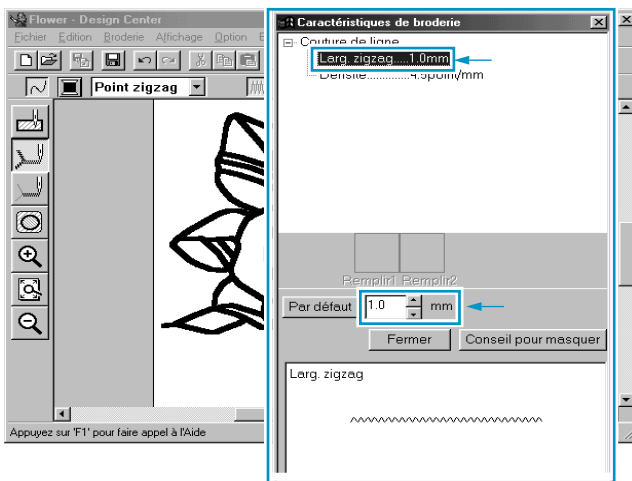 Flower - Design Center
Fichier Edition Broderie Affichage Option
Point zigzag
Appuyez sur 'F1' pour faire appel à l'Aide
Caractéristiques de broderie
Couture de ligne
Larg. zigzag.....1.0mm
Densité..............4.5point/mm
Remplir1 Remplir2
Par défaut 1.0 mm
Fermer Conseil pour masquer
Larg. zigzag